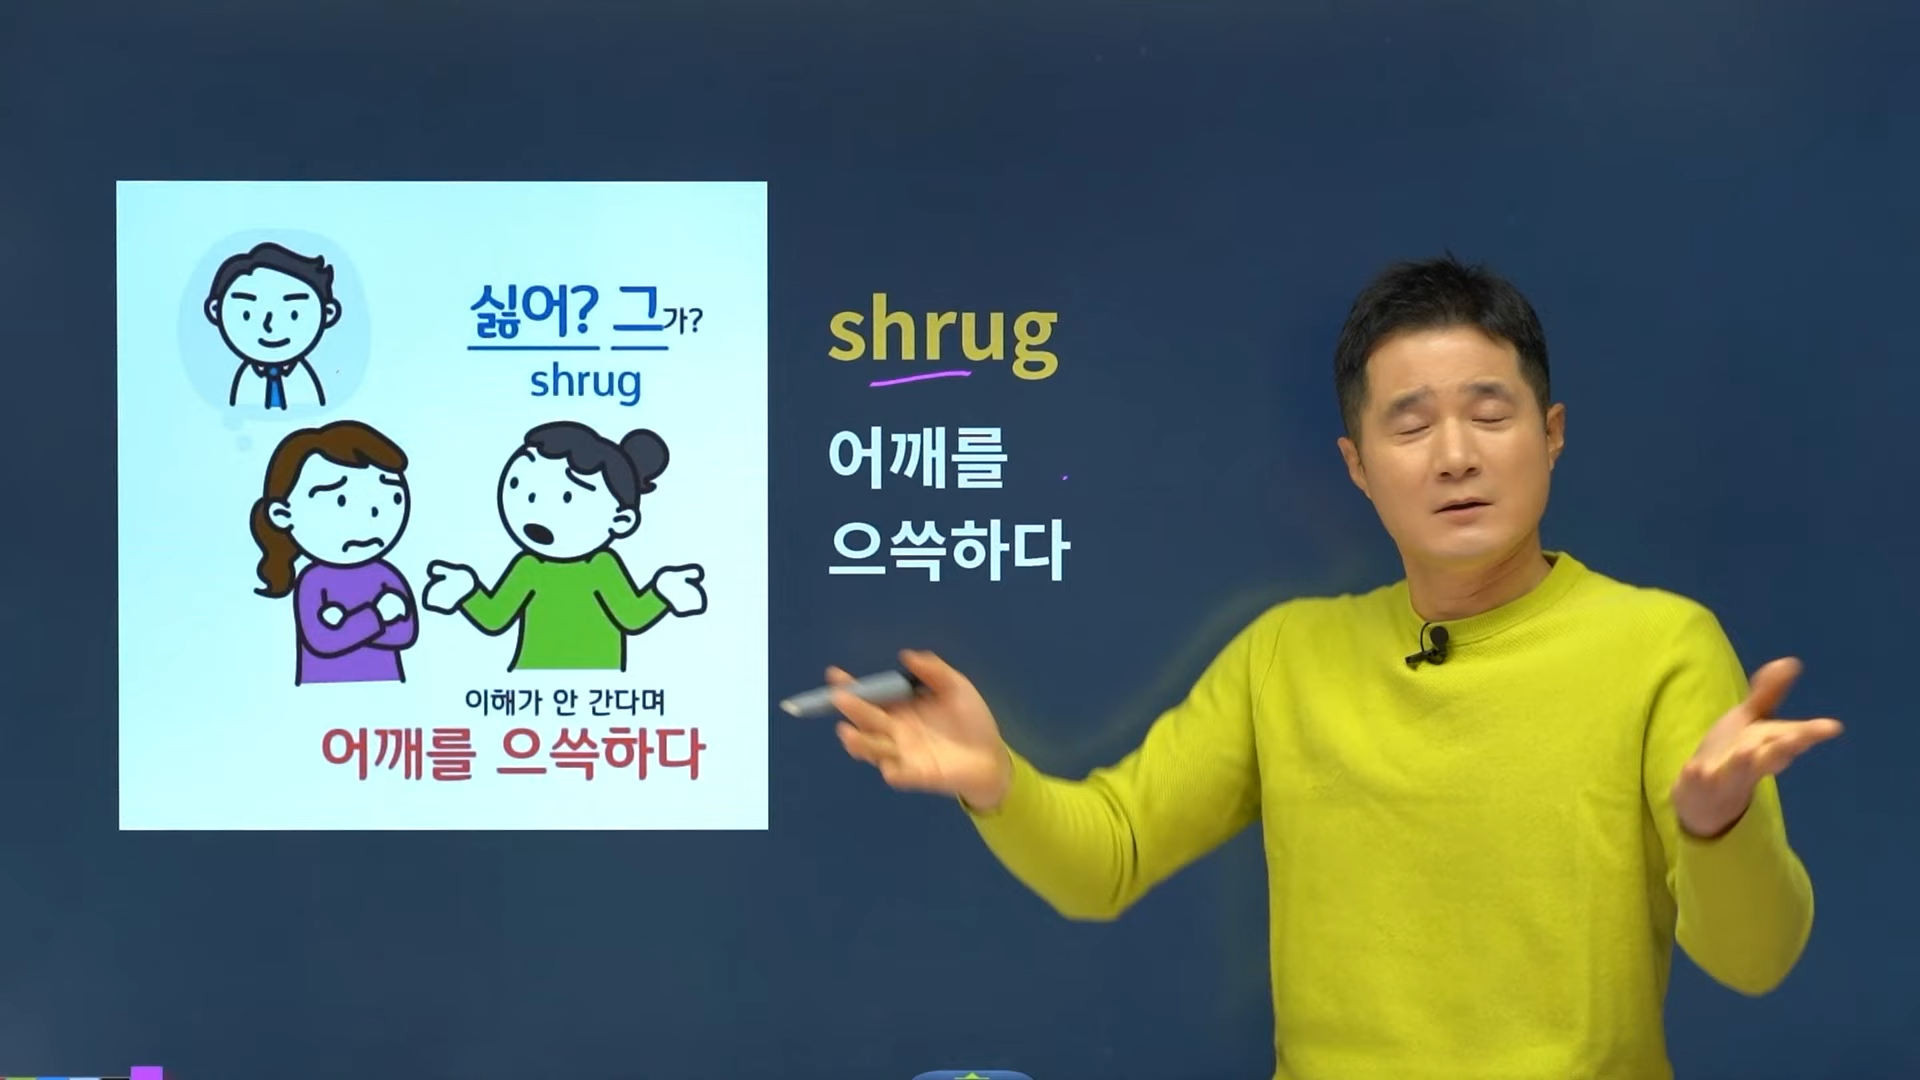 싫어? 그가?
shrug
이해가 안 간다며
어깨를 으쓱하다
shrug
어깨를
으쓱하다